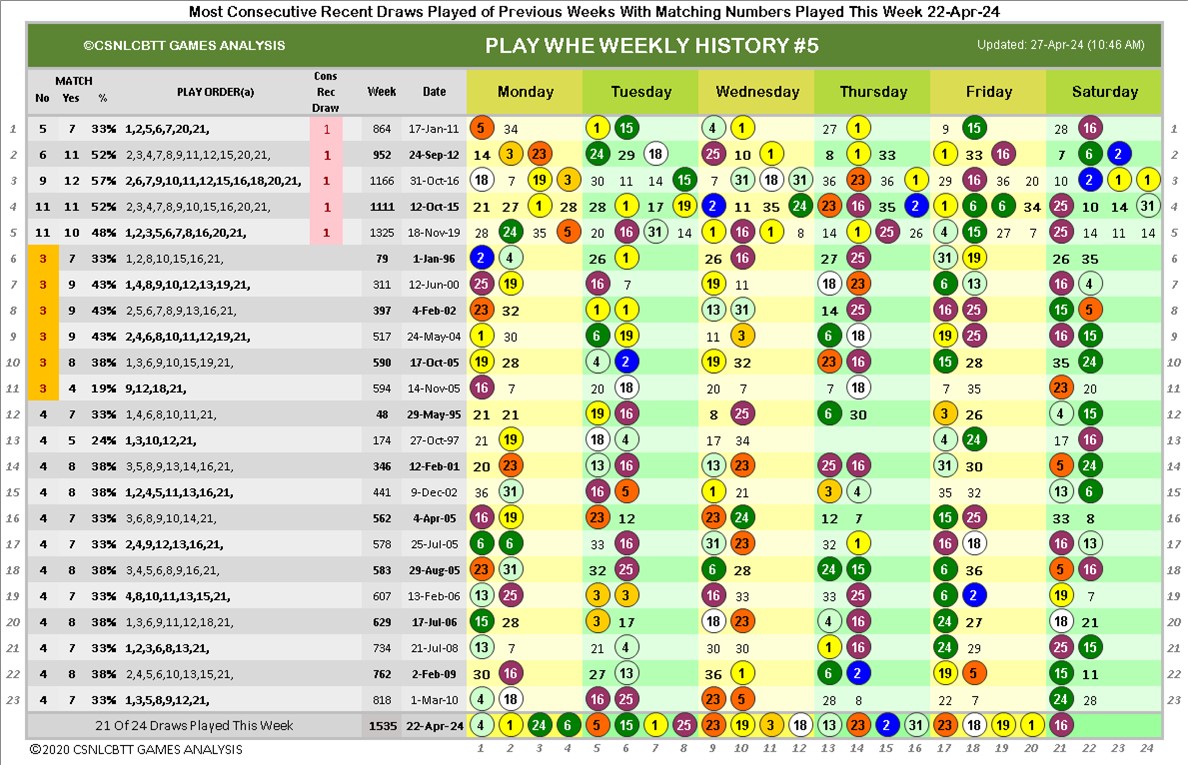 Most Consecutive Recent Draws Played of Previous Weeks With Matching Numbers Played This Week 22-Apr-24
©CSNLCBTT GAMES ANALYSIS PLAY WHE WEEKLY HISTORY #5 Updated: 27-Apr-24 (10:46 AM)
MATCH Cons
No Yes % PLAY ORDER(a) Rec Week Date Monday Tuesday Wednesday Thursday Friday Saturday
Draw
1 5 7 33% 1,2,5,6,7,20,21, 1 864 17-Jan-11 5 34 1 15 4 1 27 1 9 15 28 16 1
2 6 11 52% 2,3,4,7,8,9,11,12,15,20,21, 1 952 24-Sep-12 14 3 23 24 29 18 25 10 1 8 1 33 1 33 19 7 6 2 2
3 9 12 57% 2,6,7,9,10,11,12,15,16,18,20,21, 1 1166 31-Oct-16 18 7 19 3 30 11 14 15 7 31 18 31 36 23 36 1 29 16 36 20 10 2 1 1 3
4 11 11 52% 2,3,4,7,8,9,10,15,16,20,21, 1 1111 12-Oct-15 21 27 1 28 28 1 17 19 2 11 35 24 23 16 35 2 1 6 6 34 25 10 14 31 4
5 11 10 48% 1,2,3,5,6,7,8,16,20,21, 1 1325 18-Nov-19 28 24 35 5 20 16 31 14 1 16 1 8 14 1 25 26 4 15 27 7 25 14 11 14 5
6 3 7 33% 1,2,8,10,15,16,21, 79 1-Jan-96 2 4 26 1 26 16 27 25 31 19 26 35 6
7 3 9 43% 1,4,8,9,10,12,13,19,21, 311 12-Jun-00 25 19 16 7 19 11 18 23 6 13 16 4 7
8 3 9 43% 2,5,6,7,8,9,13,16,21, 397 4-Feb-02 23 32 1 1 13 31 14 25 16 25 15 5 8
9 3 9 43% 2,4,6,8,10,11,12,19,21, 517 24-May-04 1 30 6 19 11 3 6 18 19 25 16 15 9
10 3 8 38% 1,3,6,9,10,15,19,21, 590 17-Oct-05 19 28 4 2 19 32 23 16 15 28 35 24 10
11 3 4 19% 9,12,18,21, 594 14-Nov-05 16 7 20 18 20 7 7 18 7 35 23 20 11
12 4 7 33% 1,4,6,8,10,11,21, 48 29-May-95 21 21 19 16 8 25 6 30 3 26 4 15 12
13 4 5 24% 1,3,10,12,21, 174 27-Oct-97 21 19 18 4 17 34 4 24 17 16 13
14 4 8 38% 3,5,8,9,13,14,16,21, 346 12-Feb-01 20 23 13 16 13 23 25 16 31 30 5 24 14
15 4 8 38% 1,2,4,5,11,13,16,21, 441 9-Dec-02 36 31 16 5 1 21 3 4 35 32 13 6 15
16 4 7 33% 3,6,8,9,10,14,21, 562 4-Apr-05 16 19 23 12 23 24 12 7 15 25 33 8 16
17 4 7 33% 2,4,9,12,13,16,21, 578 25-Jul-05 6 6 33 16 31 23 32 1 16 18 16 13 17
18 4 8 38% 3,4,5,6,8,9,16,21, 583 29-Aug-05 23 31 32 25 6 28 24 15 6 36 5 16 18
19 4 7 33% 4,8,10,11,13,15,21, 607 13-Feb-06 13 25 3 3 16 33 33 25 6 2 19 7 19
20 4 8 38% 1,3,6,9,11,12,18,21, 629 17-Jul-06 15 28 3 17 18 23 4 16 24 27 18 21 20
21 4 7 33% 1,2,3,6,8,13,21, 734 21-Jul-08 13 7 21 4 30 30 1 16 24 29 25 15 21
22 4 8 38% 2,4,5,6,10,13,15,21, 762 2-Feb-09 30 16 27 13 36 1 6 2 19 5 15 11 22
23 4 7 33% 1,3,5,8,9,12,21, 818 1-Mar-10 4 18 16 25 23 5 28 8 22 7 24 28 23
21 Of 24 Draws Played This Week 1535 22-Apr-24 4 1 24 6 5 15 1 25 23 19 3 18 13 23 2 31 23 18 19 1 16
©2020 CSNLCBTT GAMES ANALYSIS 1 2 3 4 5 6 7 8 9 10 11 12 13 14 15 16 17 18 19 20 21 22 23 24